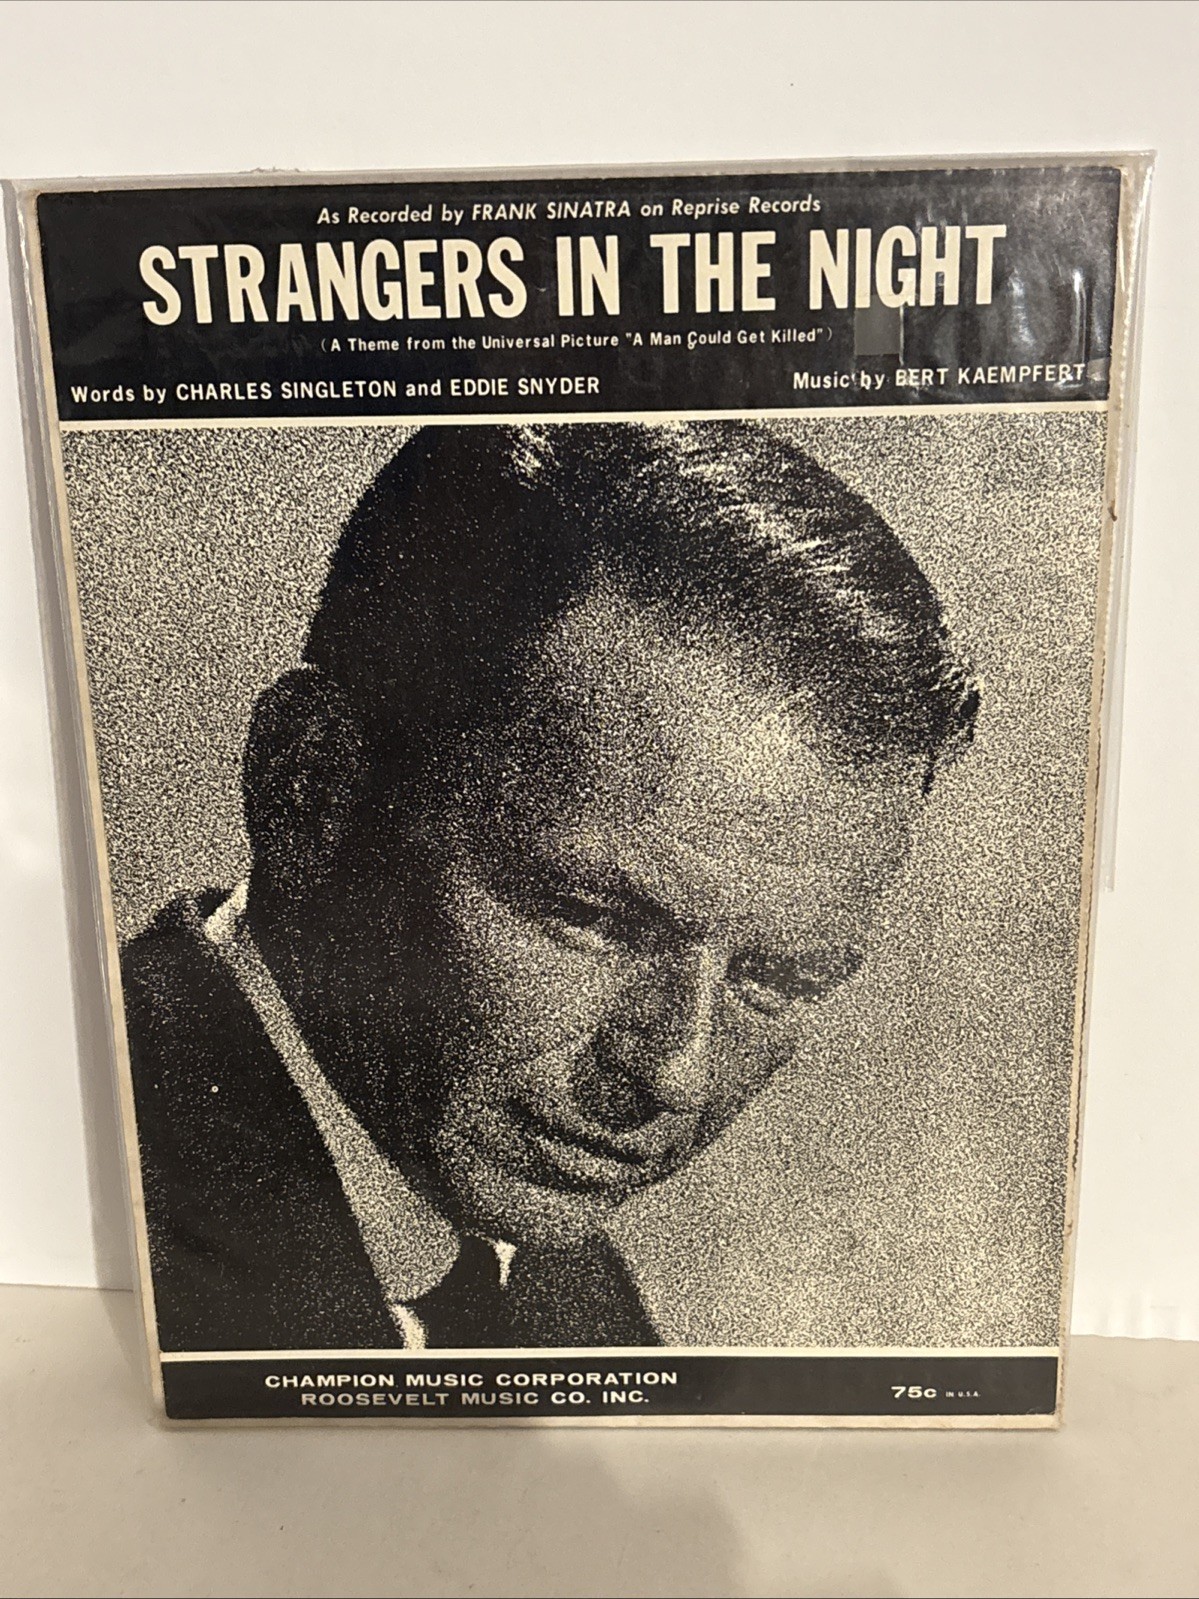 As Recorded by FRANK SINATRA on Reprise Records
STRANGERS IN THE NIGHT
(A Theme from the Universal Picture "A Man Could Get Killed")
Words by CHARLES SINGLETON and EDDIE SNYDER
Music by BERT KAEMPFERT
CHAMPION MUSIC CORPORATION
ROOSEVELT MUSIC CO. INC.
75c IN U.S.A.